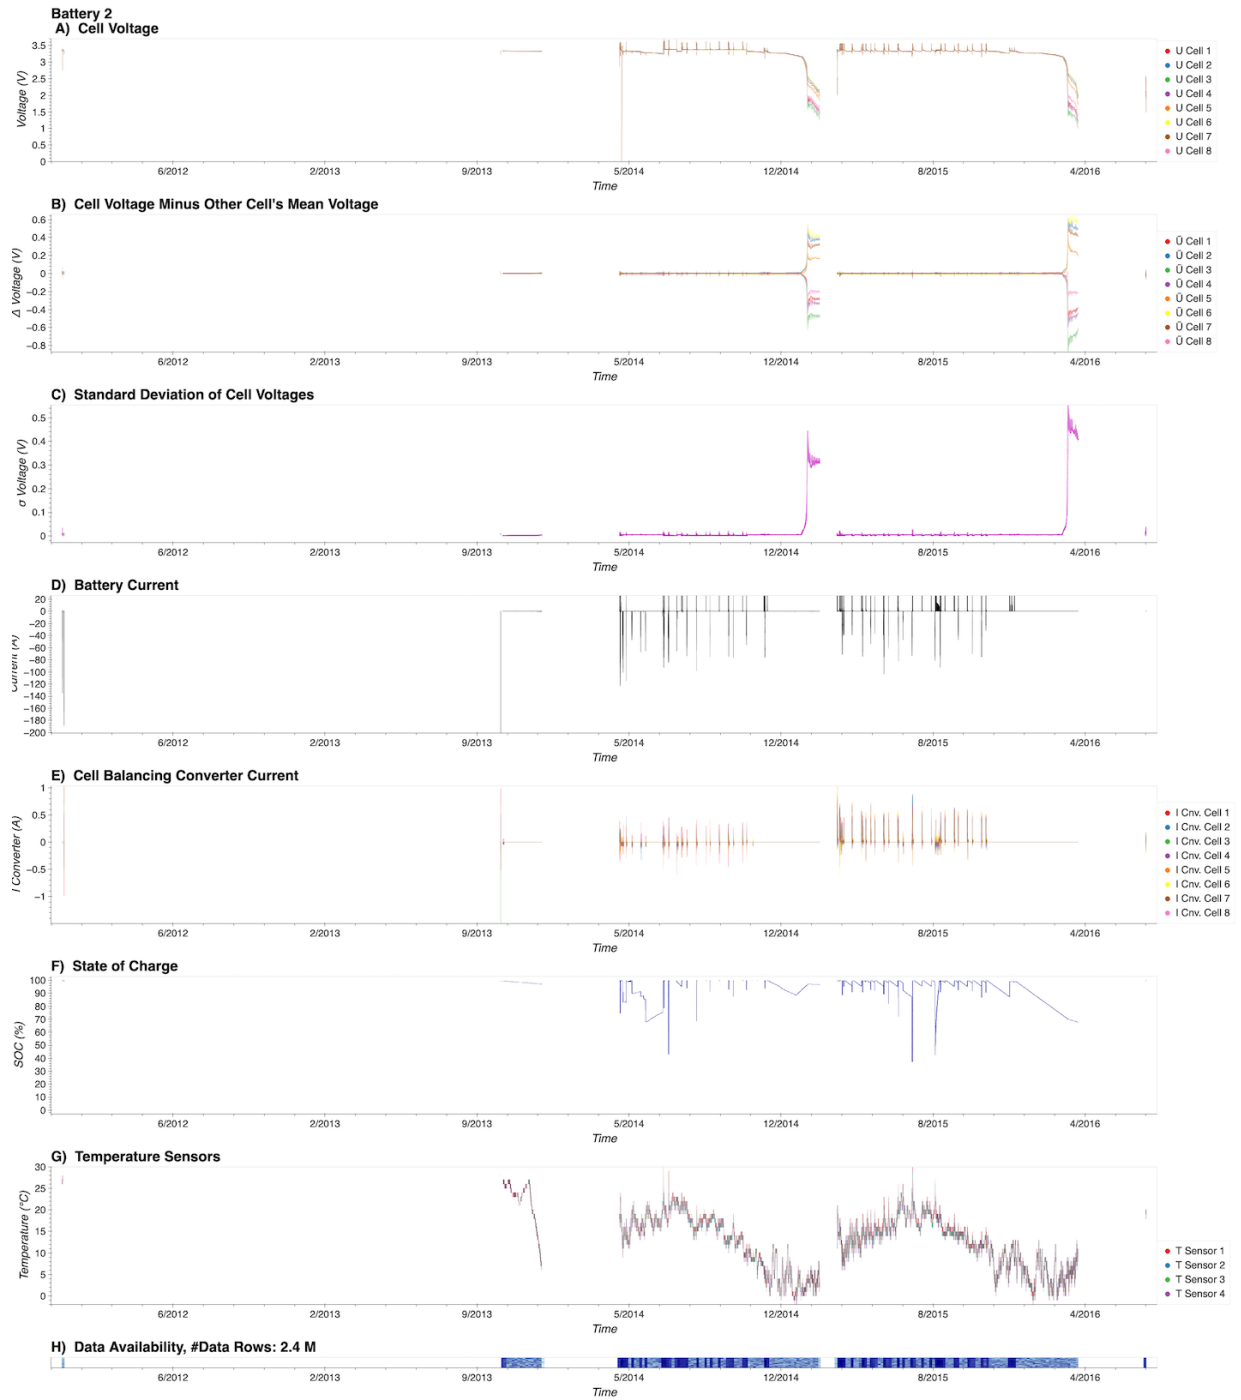 Battery 2
A) Cell Voltage
Voltage (V)
3.5
3
2.5
2
1.5
1
0.5
0
6/2012 2/2013 9/2013 5/2014 12/2014 8/2015 4/2016
Time
U Cell 1
U Cell 2
U Cell 3
U Cell 4
U Cell 5
U Cell 6
U Cell 7
U Cell 8
B) Cell Voltage Minus Other Cell's Mean Voltage
Δ Voltage (V)
0.6
0.4
0.2
0
−0.2
−0.4
−0.6
−0.8
6/2012 2/2013 9/2013 5/2014 12/2014 8/2015 4/2016
Time
Ũ Cell 1
Ũ Cell 2
Ũ Cell 3
Ũ Cell 4
Ũ Cell 5
Ũ Cell 6
Ũ Cell 7
Ũ Cell 8
C) Standard Deviation of Cell Voltages
σ Voltage (V)
0.5
0.4
0.3
0.2
0.1
0
6/2012 2/2013 9/2013 5/2014 12/2014 8/2015 4/2016
Time
D) Battery Current
Current (A)
20
0
−20
−40
−60
−80
−100
−120
−140
−160
−180
−200
6/2012 2/2013 9/2013 5/2014 12/2014 8/2015 4/2016
Time
E) Cell Balancing Converter Current
I Converter (A)
1
0.5
0
−0.5
−1
6/2012 2/2013 9/2013 5/2014 12/2014 8/2015 4/2016
Time
I Cnv. Cell 1
I Cnv. Cell 2
I Cnv. Cell 3
I Cnv. Cell 4
I Cnv. Cell 5
I Cnv. Cell 6
I Cnv. Cell 7
I Cnv. Cell 8
F) State of Charge
SOC (%)
100
90
80
70
60
50
40
30
20
10
0
6/2012 2/2013 9/2013 5/2014 12/2014 8/2015 4/2016
Time
G) Temperature Sensors
Temperature (°C)
30
25
20
15
10
5
0
6/2012 2/2013 9/2013 5/2014 12/2014 8/2015 4/2016
Time
T Sensor 1
T Sensor 2
T Sensor 3
T Sensor 4
H) Data Availability, #Data Rows: 2.4 M
6/2012 2/2013 9/2013 5/2014 12/2014 8/2015 4/2016
Time